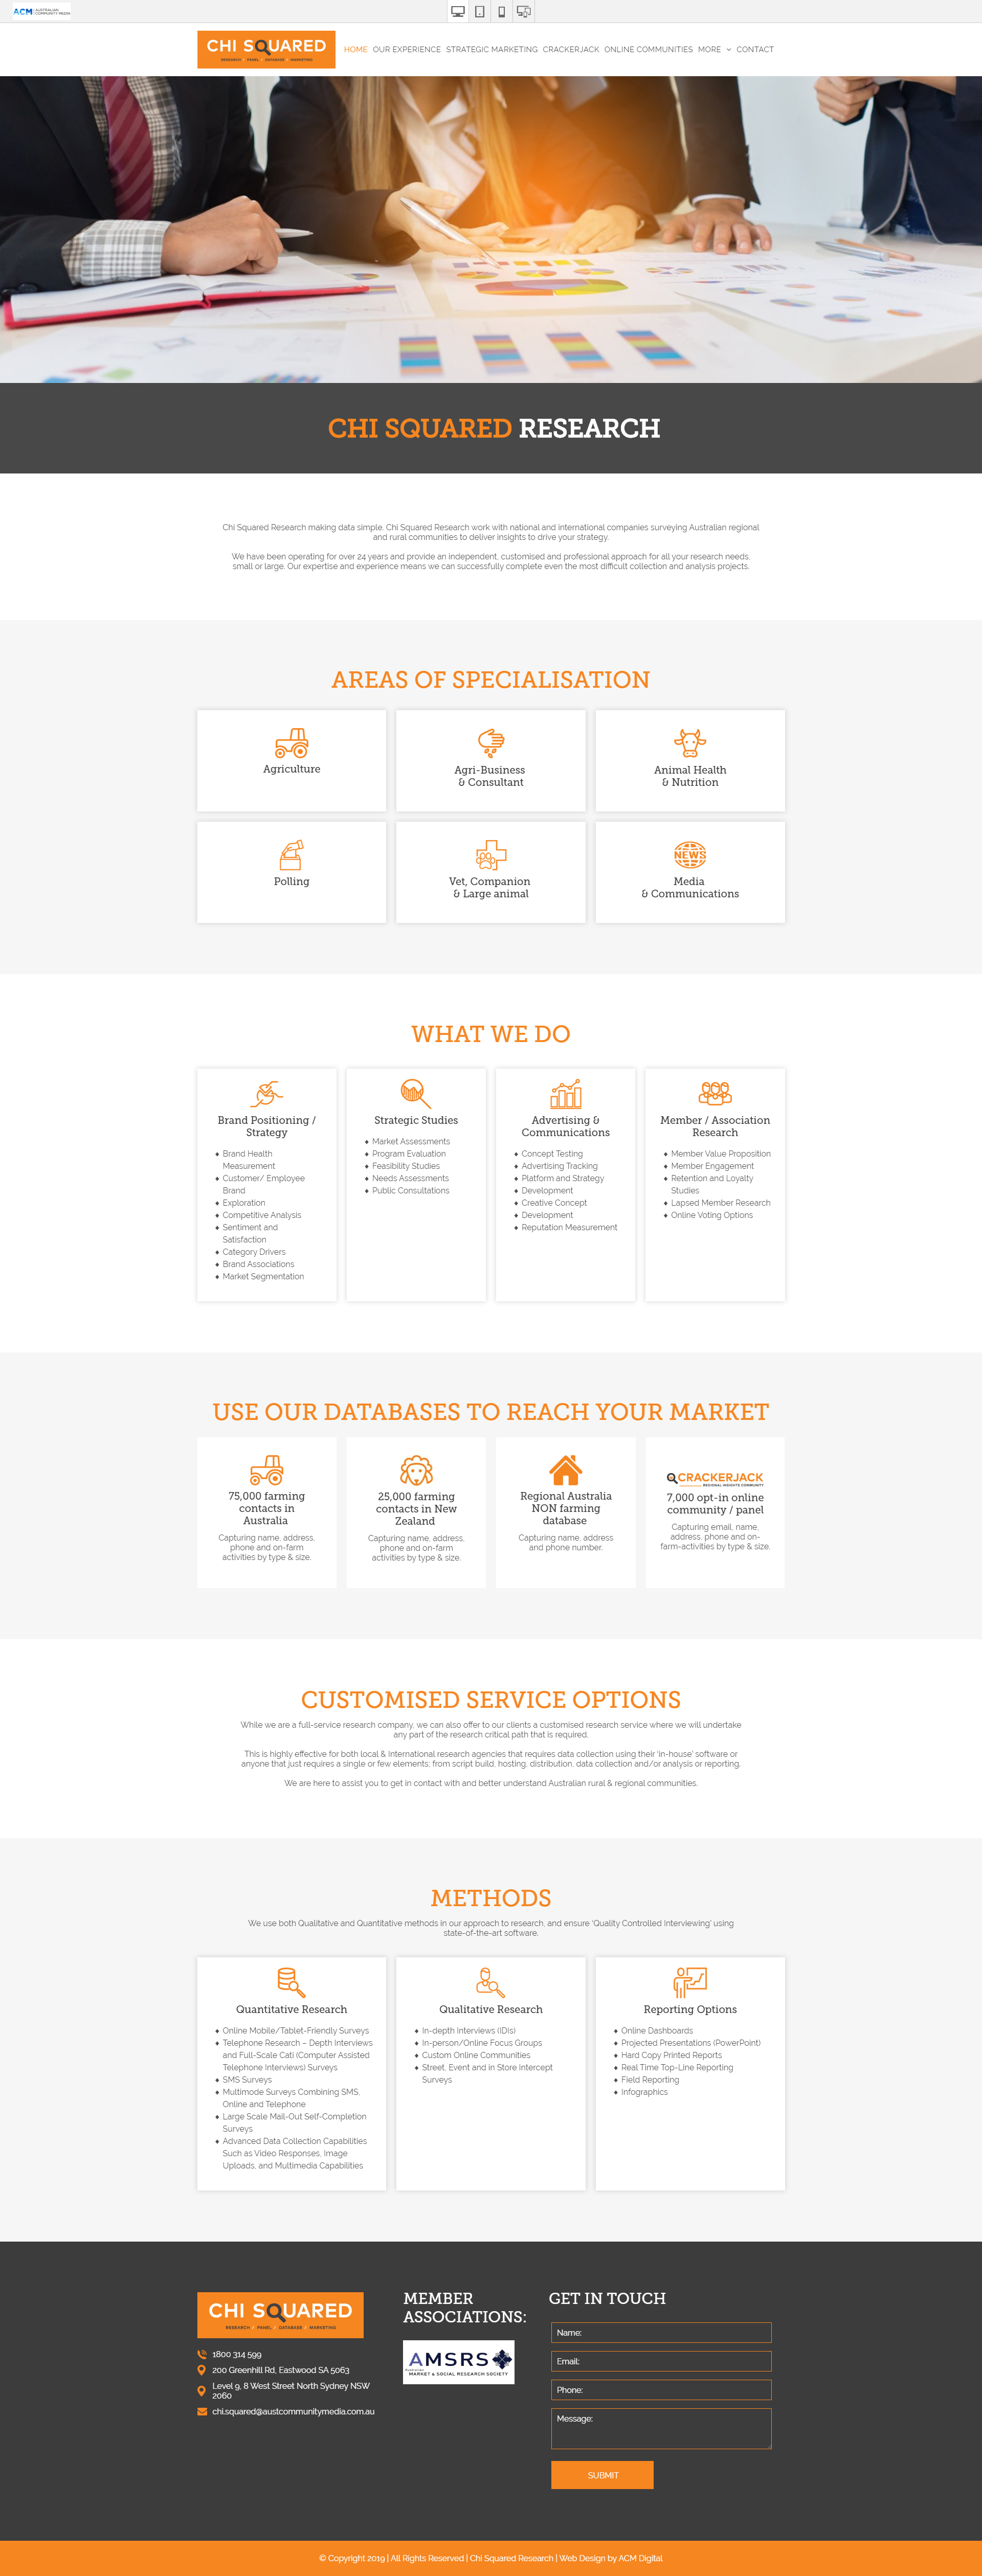 ACM AUSTRALIAN COMMUNITY MEDIA
CHI SQUARED
RESEARCH PANEL DATABASE MARKETING
HOME OUR EXPERIENCE STRATEGIC MARKETING CRACKERJACK ONLINE COMMUNITIES MORE CONTACT
CHI SQUARED RESEARCH
Chi Squared Research making data simple. Chi Squared Research work with national and international companies surveying Australian regional
and rural communities to deliver insights to drive your strategy.
We have been operating for over 24 years and provide an independent, customised and professional approach for all your research needs,
small or large. Our expertise and experience means we can successfully complete even the most difficult collection and analysis projects.
AREAS OF SPECIALISATION
Agriculture
Agri-Business
& Consultant
Animal Health
& Nutrition
Polling
Vet, Companion
& Large animal
NEWS
Media
& Communications
WHAT WE DO
Brand Positioning /
Strategy
♦ Brand Health
Measurement
♦ Customer/ Employee
Brand
♦ Exploration
♦ Competitive Analysis
♦ Sentiment and
Satisfaction
♦ Category Drivers
♦ Brand Associations
♦ Market Segmentation
Strategic Studies
♦ Market Assessments
♦ Program Evaluation
♦ Feasibility Studies
♦ Needs Assessments
♦ Public Consultations
Advertising &
Communications
♦ Concept Testing
♦ Advertising Tracking
♦ Platform and Strategy
♦ Development
♦ Creative Concept
♦ Development
♦ Reputation Measurement
Member / Association
Research
♦ Member Value Proposition
♦ Member Engagement
♦ Retention and Loyalty
Studies
♦ Lapsed Member Research
♦ Online Voting Options
USE OUR DATABASES TO REACH YOUR MARKET
75,000 farming
contacts in
Australia
Capturing name, address,
phone and on-farm
activities by type & size.
25,000 farming
contacts in New
Zealand
Capturing name, address,
phone and on-farm
activities by type & size.
Regional Australia
NON farming
database
Capturing name, address
and phone number.
CRACKERJACK
REGIONAL INSIGHTS COMMUNITY
7,000 opt-in online
community / panel
Capturing email, name,
address, phone and on-
farm-activities by type & size.
CUSTOMISED SERVICE OPTIONS
While we are a full-service research company, we can also offer to our clients a customised research service where we will undertake
any part of the research critical path that is required.
This is highly effective for both local & International research agencies that requires data collection using their 'in-house' software or
anyone that just requires a single or few elements; from script build, hosting, distribution, data collection and/or analysis or reporting.
We are here to assist you to get in contact with and better understand Australian rural & regional communities.
METHODS
We use both Qualitative and Quantitative methods in our approach to research, and ensure 'Quality Controlled Interviewing' using
state-of-the-art software.
Quantitative Research
♦ Online Mobile/Tablet-Friendly Surveys
♦ Telephone Research – Depth Interviews
and Full-Scale Cati (Computer Assisted
Telephone Interviews) Surveys
♦ SMS Surveys
♦ Multimode Surveys Combining SMS,
Online and Telephone
♦ Large Scale Mail-Out Self-Completion
Surveys
♦ Advanced Data Collection Capabilities
Such as Video Responses, Image
Uploads, and Multimedia Capabilities
Qualitative Research
♦ In-depth Interviews (IDIs)
♦ In-person/Online Focus Groups
♦ Custom Online Communities
♦ Street, Event and in Store Intercept
Surveys
Reporting Options
♦ Online Dashboards
♦ Projected Presentations (PowerPoint)
♦ Hard Copy Printed Reports
♦ Real Time Top-Line Reporting
♦ Field Reporting
♦ Infographics
CHI SQUARED
RESEARCH PANEL DATABASE MARKETING
1800 314 599
200 Greenhill Rd, Eastwood SA 5063
Level 9, 8 West Street North Sydney NSW
2060
chi.squared@austcommunitymedia.com.au
MEMBER
ASSOCIATIONS:
AMSRS
Australian
MARKET & SOCIAL RESEARCH SOCIETY
GET IN TOUCH
Name:
Email:
Phone:
Message:
SUBMIT
© Copyright 2019 | All Rights Reserved | Chi Squared Research | Web Design by ACM Digital